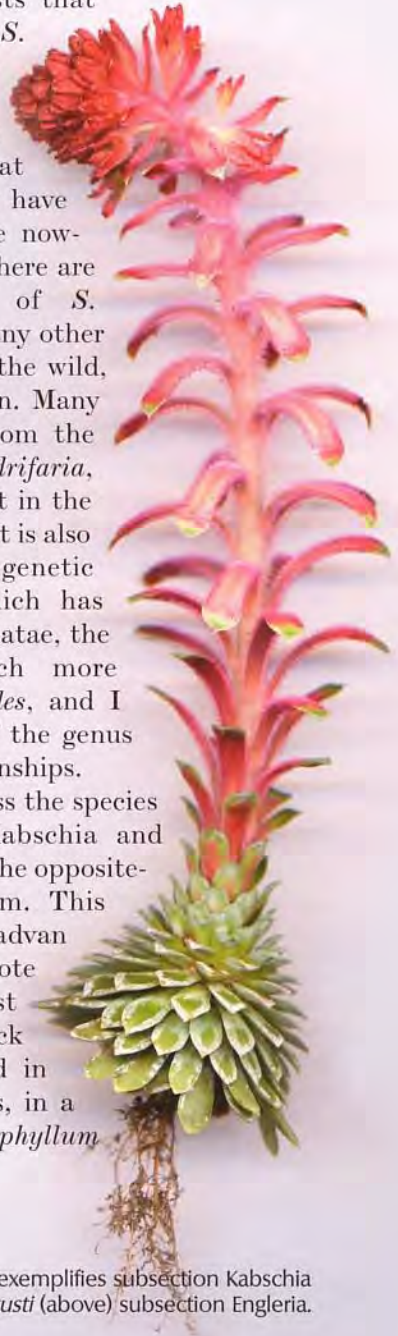 sts that
S.
at
have
e now-
here are
of S.
ny other
the wild,
n. Many
om the
drifaria,
t in the
t is also
genetic
ich has
atae, the
ch more
les, and I
the genus
nships.
ss the species
abschia and
he opposite-
m. This
advan
ote
st
ck
d in
s, in a
phyllum
exemplifies subsection Kabschia
usti (above) subsection Engleria.